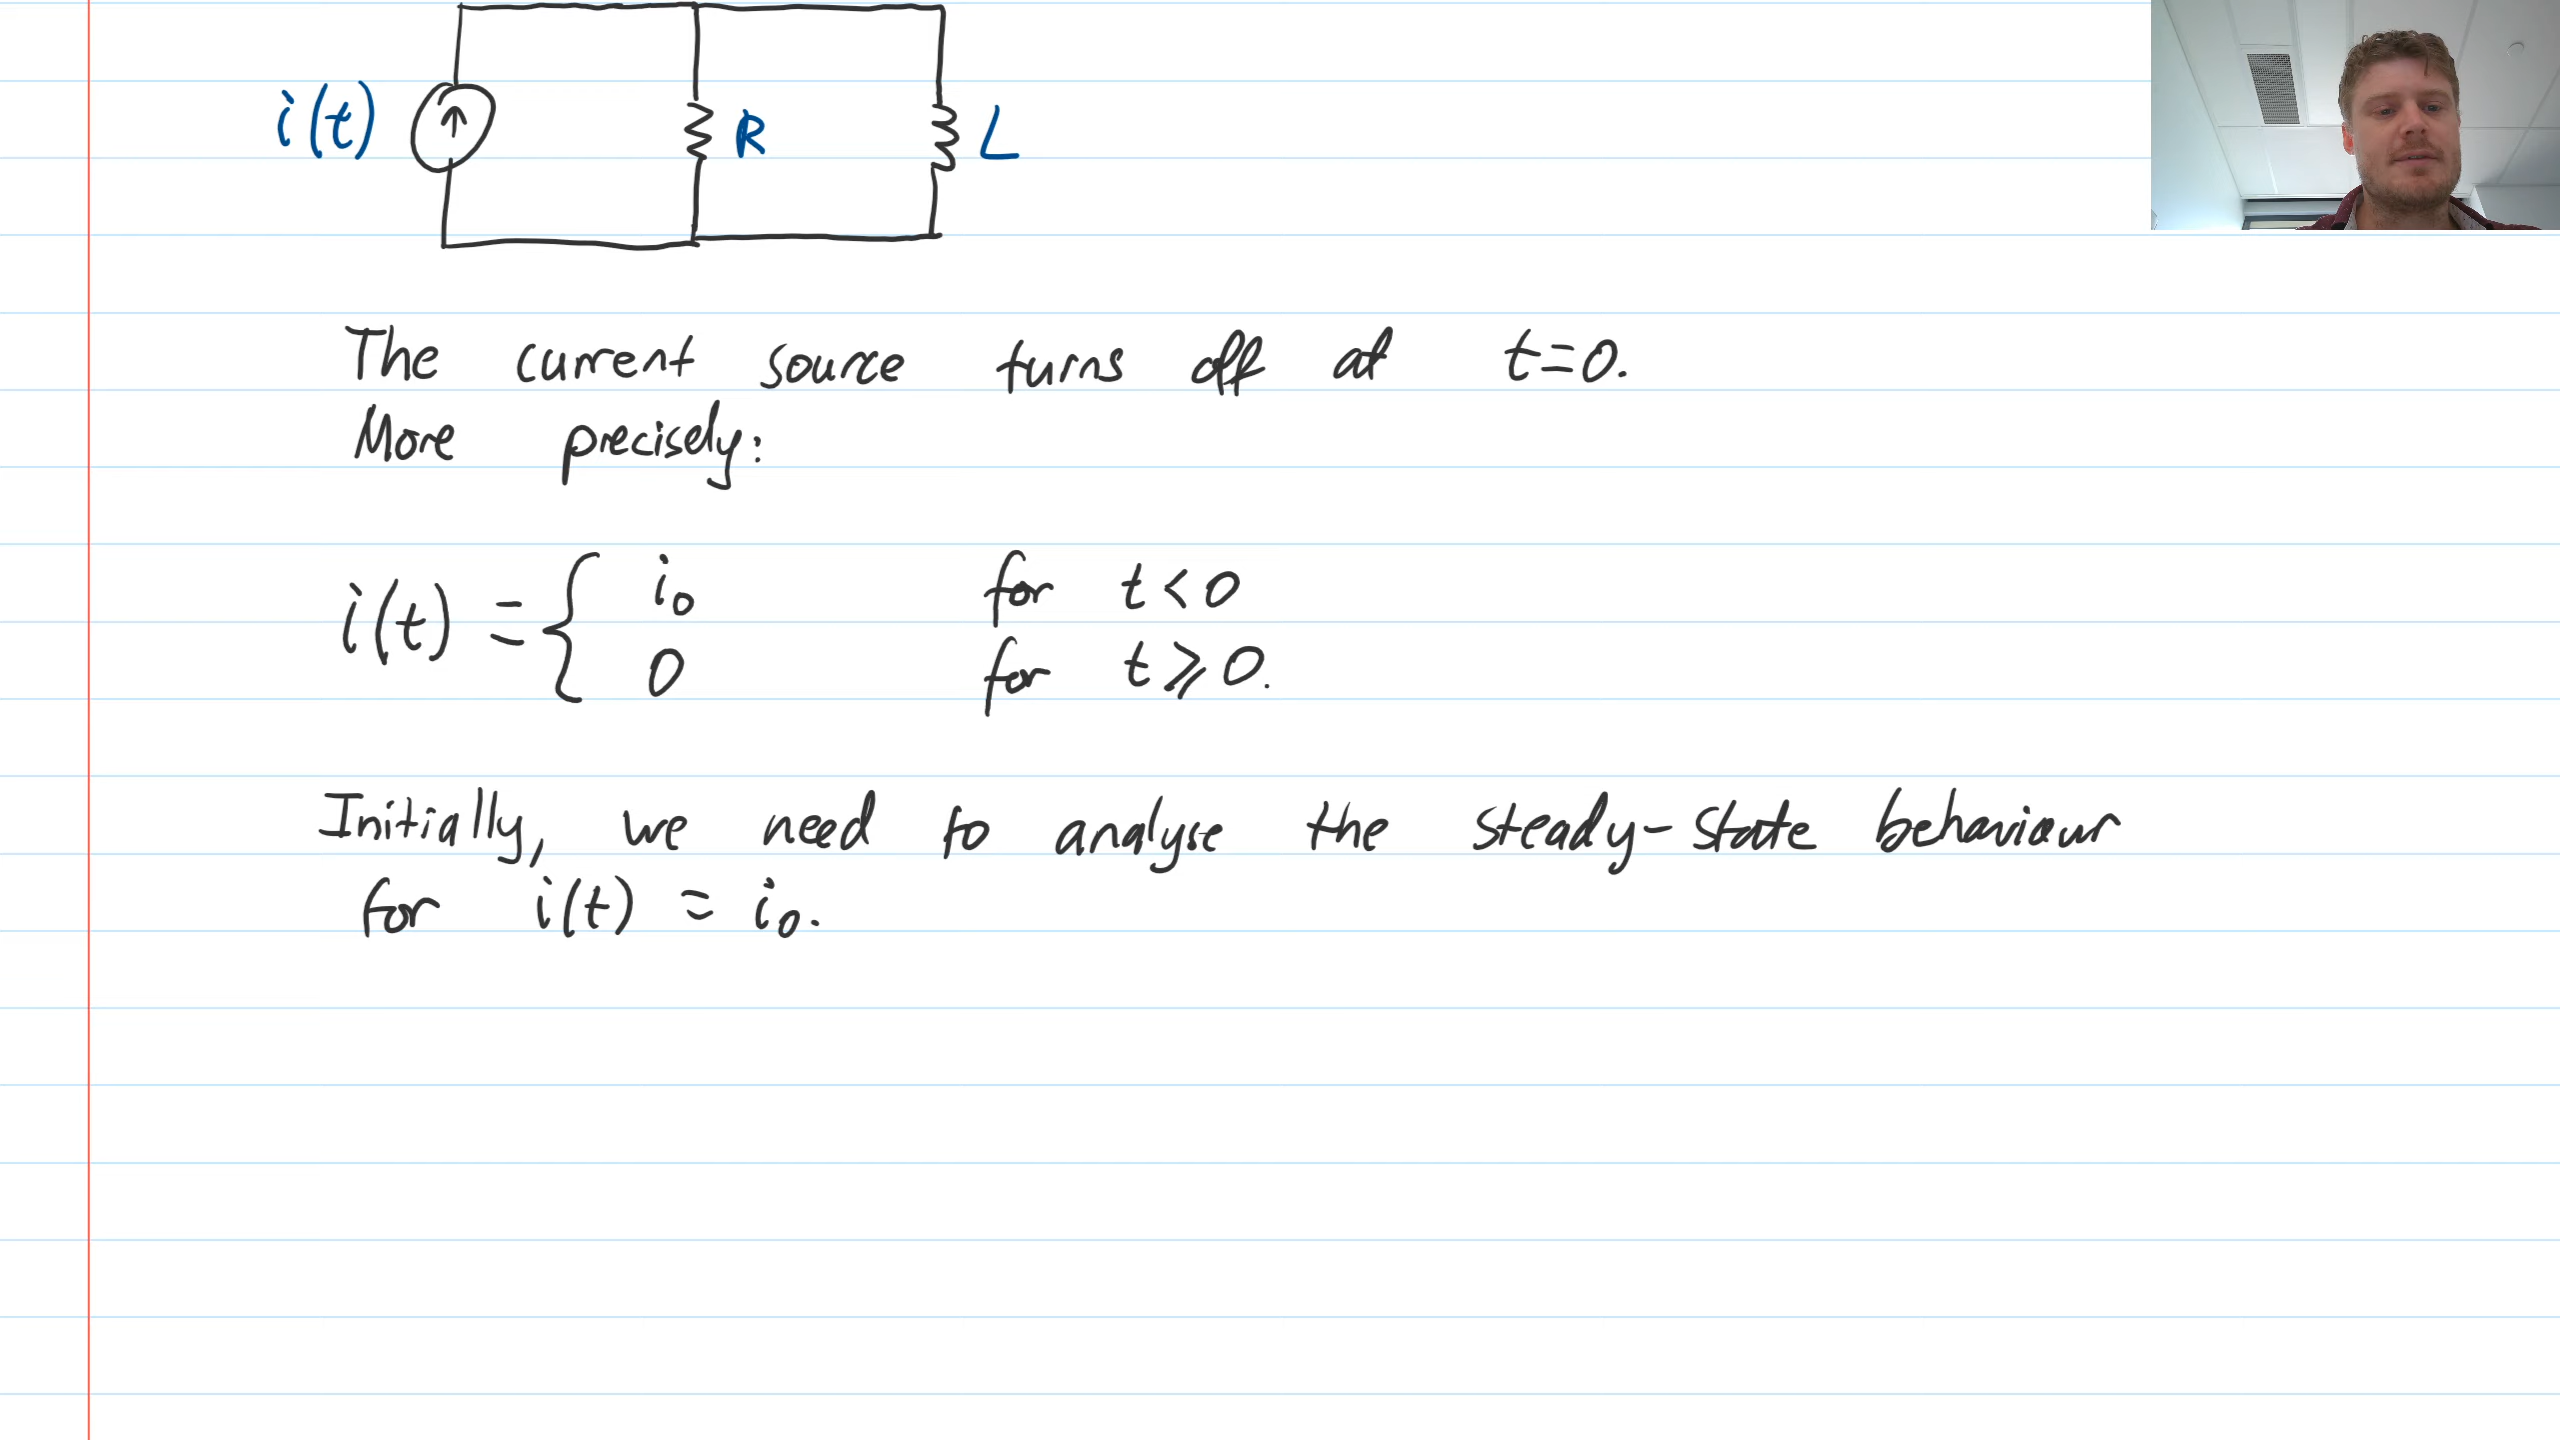 i(t) R L
The current source turns off at t=0.
More precisely:
i(t) = { i₀ for t<0
0 for t⩾0.
Initially, we need to analyse the steady-state behaviour
for i(t) = i₀.